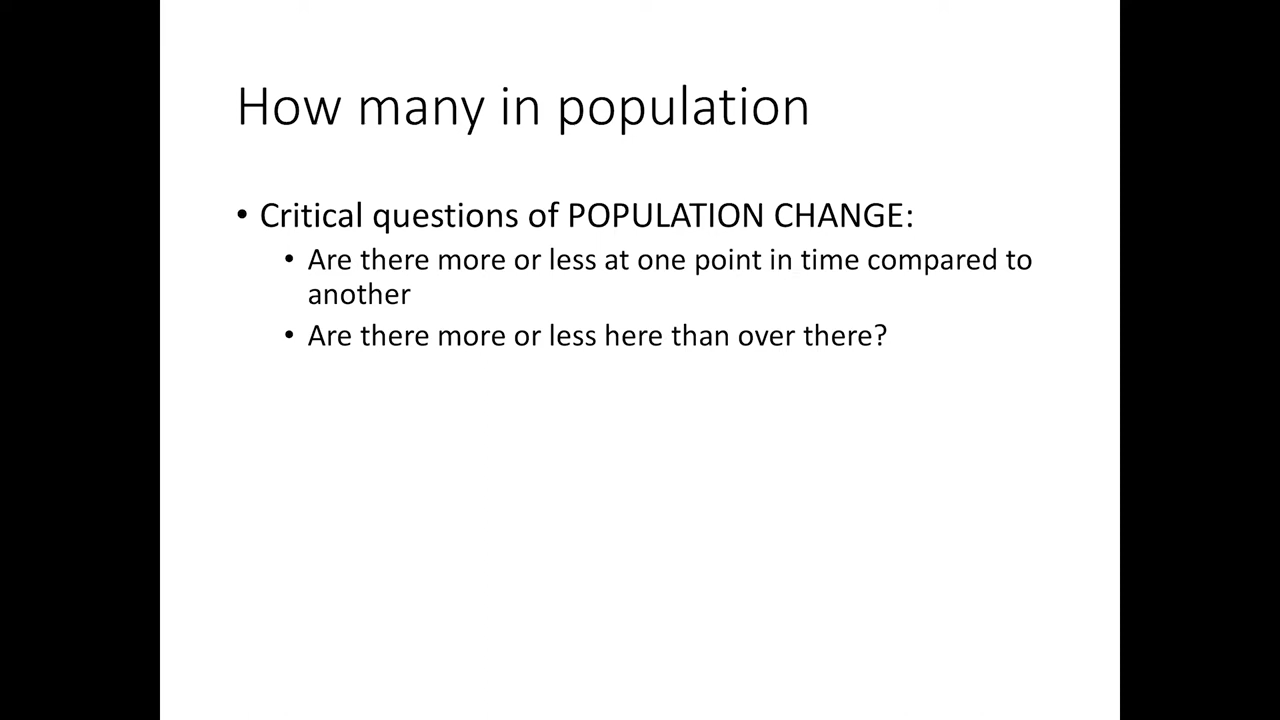 How many in population
• Critical questions of POPULATION CHANGE:
• Are there more or less at one point in time compared to
another
• Are there more or less here than over there?